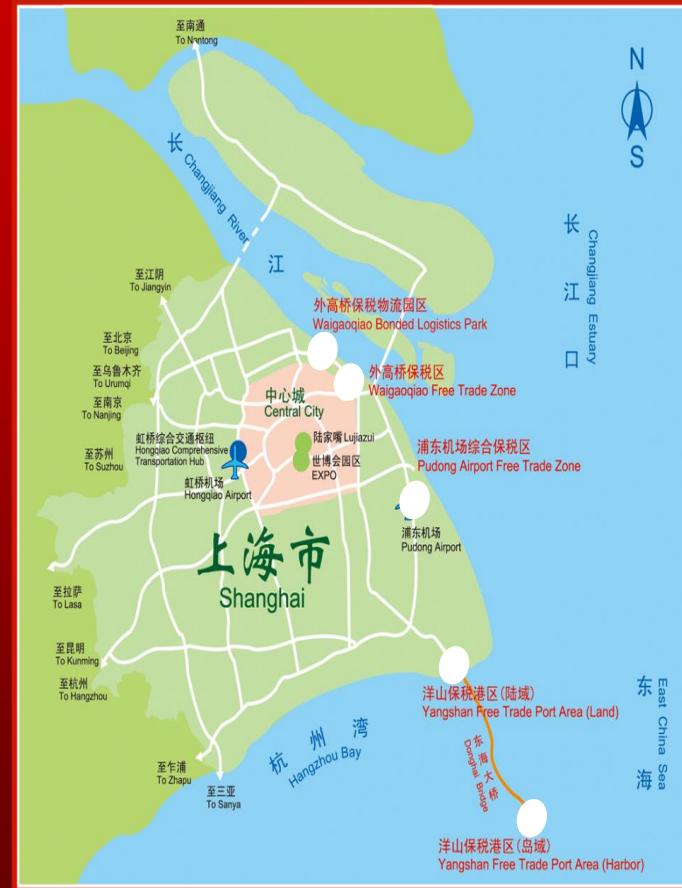 至南通
To Nantong
N
S
长
Changjiang River
江
长
江
口
Changjiang Estuary
至江阴
To Jiangyin
外高桥保税物流园区
Waigaoqiao Bonded Logistics Park
至北京
To Beijing
至乌鲁木齐
To Urumqi
外高桥保税区
Waigaoqiao Free Trade Zone
至南京
To Nanjing
中心城
Central City
虹桥综合交通枢纽
Hongqiao Comprehensive
Transportation Hub
陆家嘴 Lujiazui
浦东机场综合保税区
Pudong Airport Free Trade Zone
至苏州
To Suzhou
世博会园区
EXPO
虹桥机场
Hongqiao Airport
浦东机场
Pudong Airport
上海市
Shanghai
至拉萨
To Lasa
至昆明
To Kunming
至杭州
To Hangzhou
洋山保税港区(陆域)
Yangshan Free Trade Port Area (Land)
东
海
East China Sea
杭州湾
Hangzhou Bay
东海大桥
Donghai Bridge
至乍浦
To Zhapu
至三亚
To Sanya
洋山保税港区(岛域)
Yangshan Free Trade Port Area (Harbor)